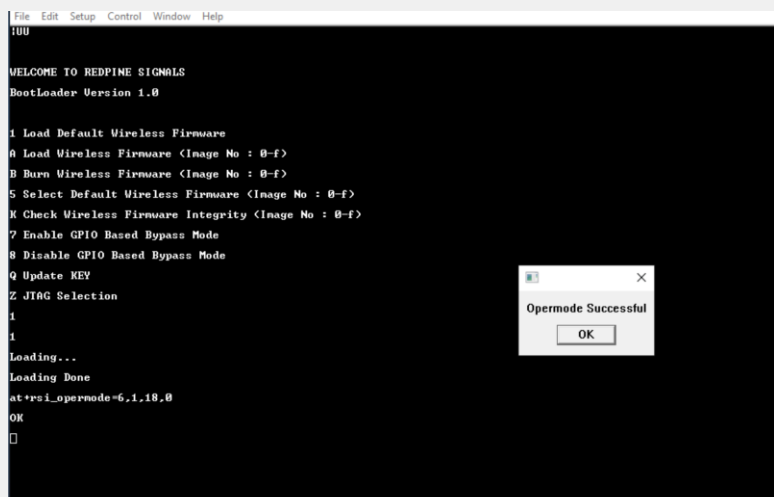 File Edit Setup Control Window Help
!UU
WELCOME TO REDPINE SIGNALS
BootLoader Version 1.0
1 Load Default Wireless Firmware
A Load Wireless Firmware (Image No : 0-f)
B Burn Wireless Firmware (Image No : 0-f)
5 Select Default Wireless Firmware (Image No : 0-f)
K Check Wireless Firmware Integrity (Image No : 0-f)
7 Enable GPIO Based Bypass Mode
8 Disable GPIO Based Bypass Mode
Q Update KEY
Z JTAG Selection
1
1
Loading...
Loading Done
at+rsi_opermode=6,1,18,0
OK
Opermode Successful
OK